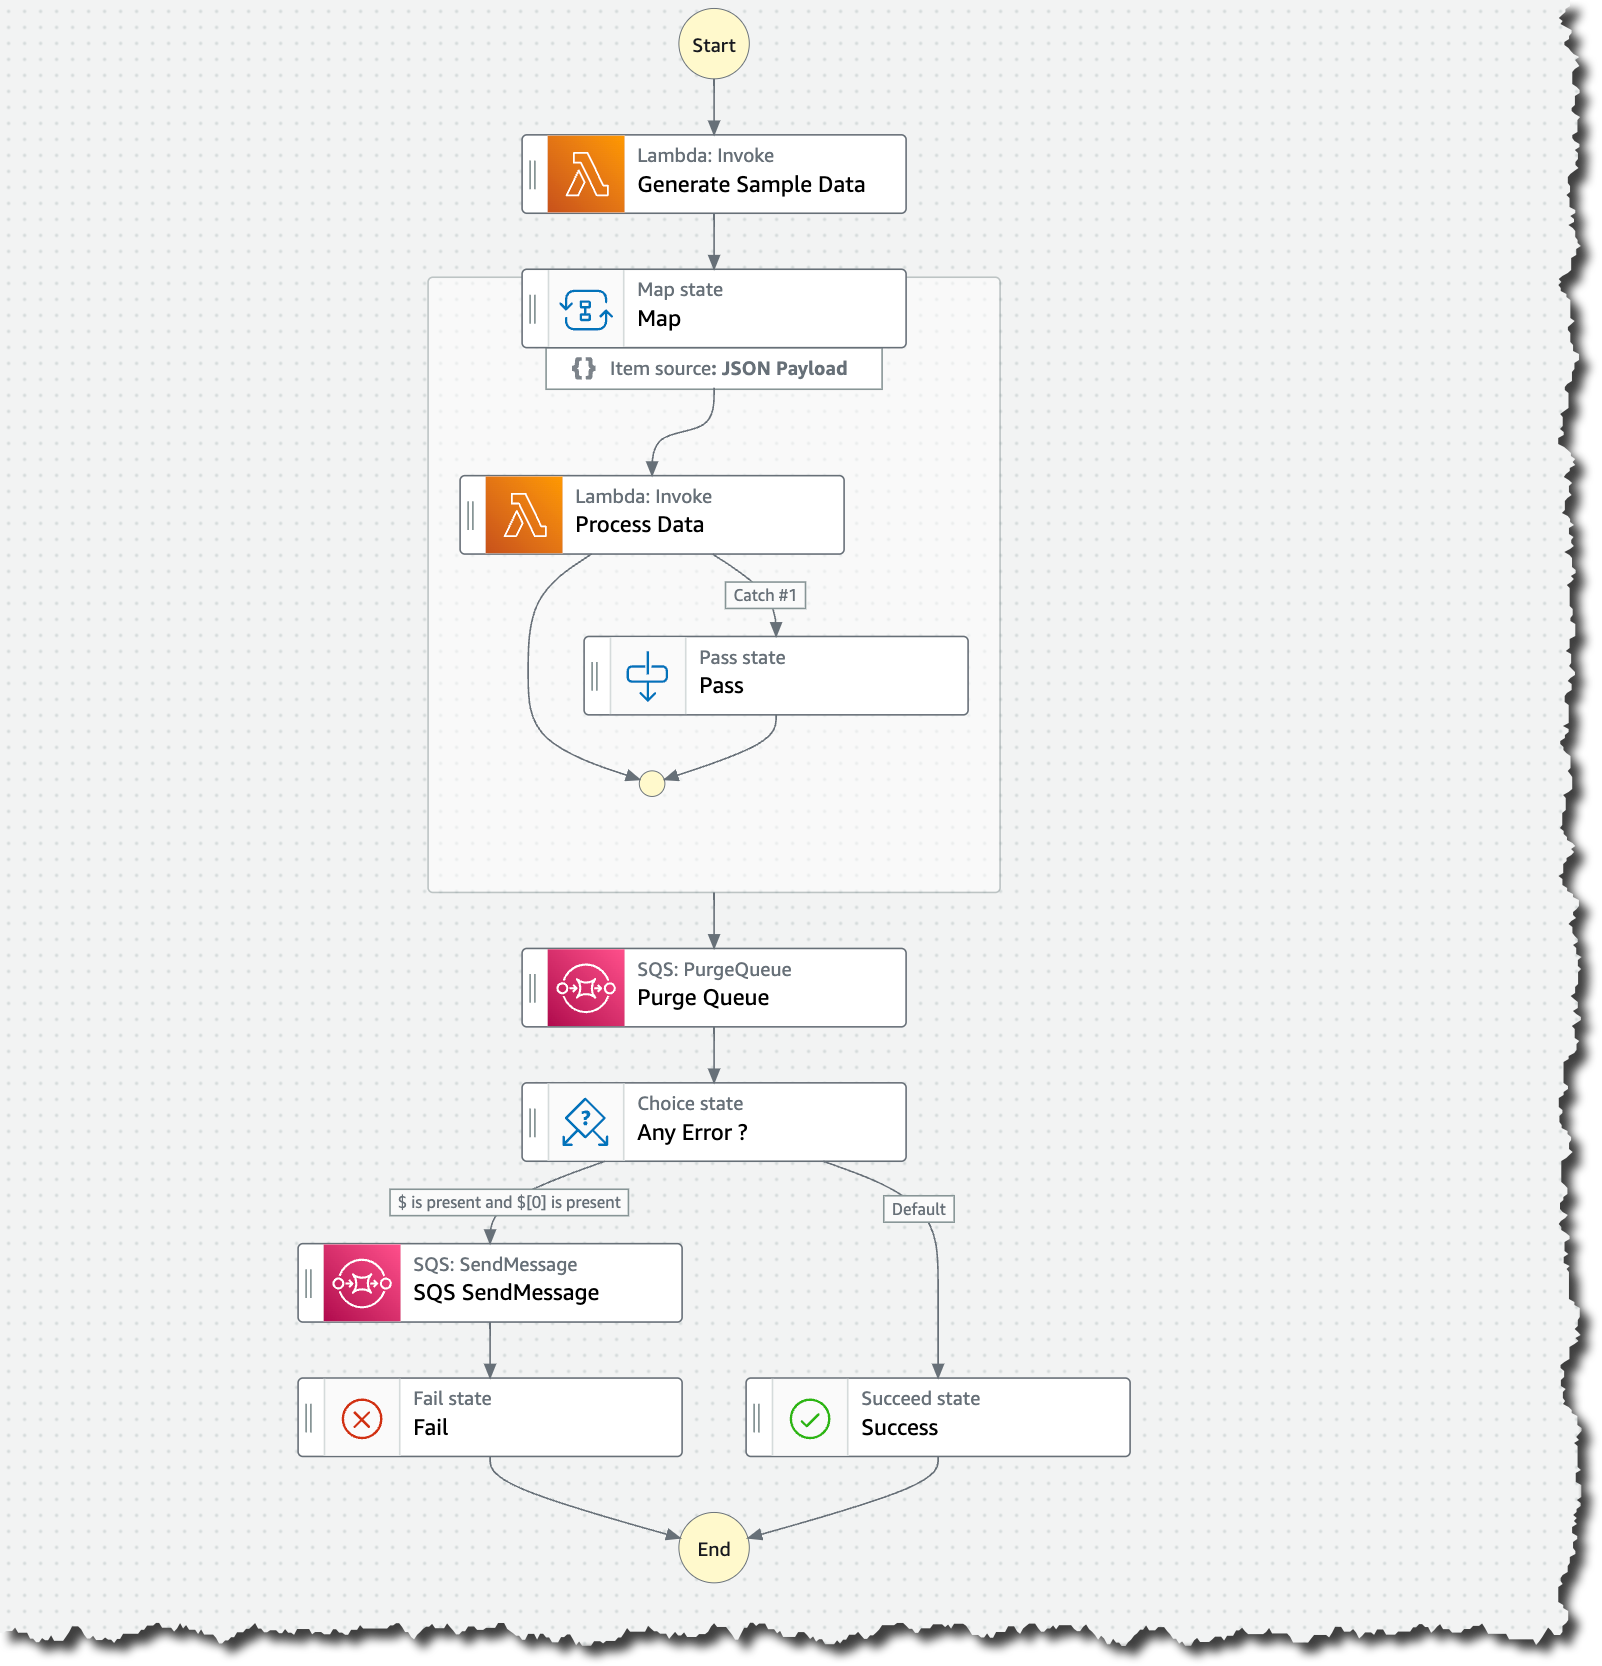 Start
Lambda: Invoke
Generate Sample Data
Map state
Map
{} Item source: JSON Payload
Lambda: Invoke
Process Data
Catch #1
Pass state
Pass
SQS: PurgeQueue
Purge Queue
Choice state
?
Any Error ?
$ is present and $[0] is present
Default
SQS: SendMessage
SQS SendMessage
Fail state
Fail
Succeed state
Success
End